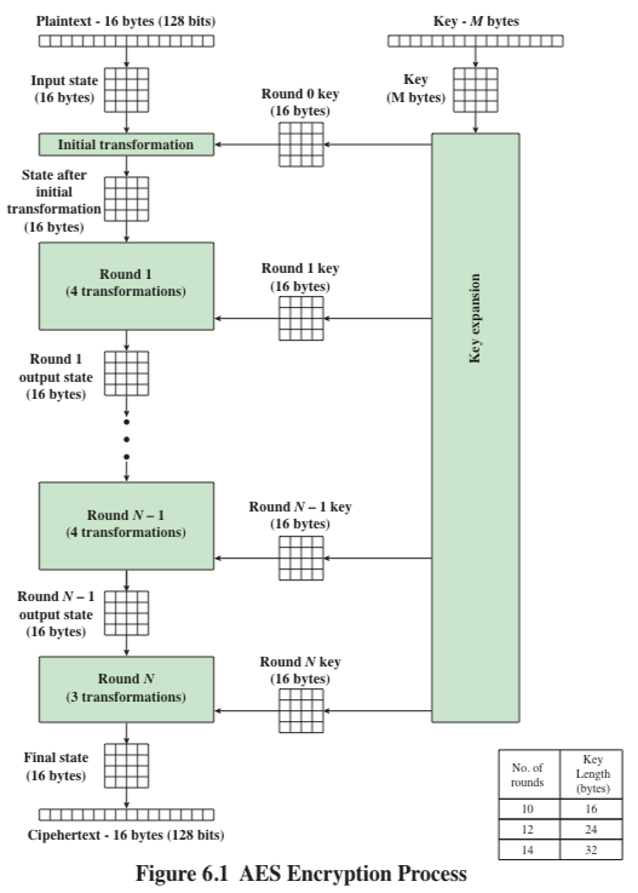 Plaintext - 16 bytes (128 bits)
Key - M bytes
Input state
(16 bytes)
Key
(M bytes)
Round 0 key
(16 bytes)
Initial transformation
State after
initial
transformation
(16 bytes)
Round 1
(4 transformations)
Round 1 key
(16 bytes)
Key expansion
Round 1
output state
(16 bytes)
Round N – 1
(4 transformations)
Round N – 1 key
(16 bytes)
Round N – 1
output state
(16 bytes)
Round N
(3 transformations)
Round N key
(16 bytes)
Final state
(16 bytes)
Cipehertext - 16 bytes (128 bits)
No. of
rounds
Key
Length
(bytes)
10 16
12 24
14 32
Figure 6.1 AES Encryption Process